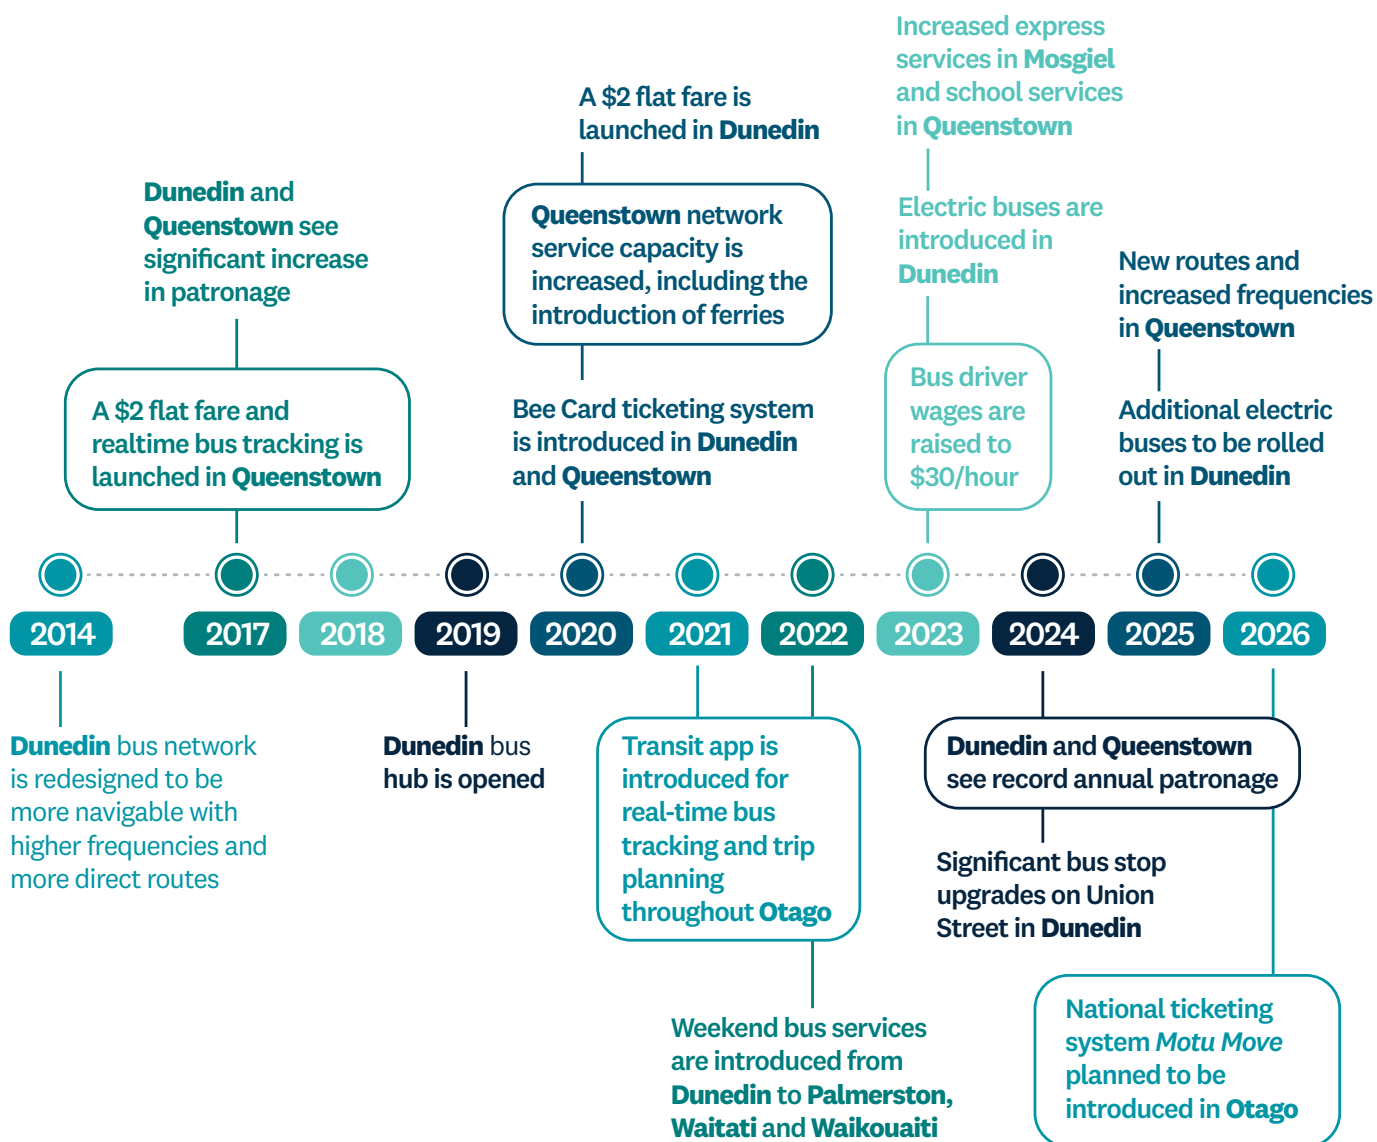 Increased express
services in Mosgiel
and school services
in Queenstown
A $2 flat fare is
launched in Dunedin
Dunedin and
Queenstown see
significant increase
in patronage
Queenstown network
service capacity is
increased, including the
introduction of ferries
Electric buses are
introduced in
Dunedin
New routes and
increased frequencies
in Queenstown
A $2 flat fare and
realtime bus tracking is
launched in Queenstown
Bee Card ticketing system
is introduced in Dunedin
and Queenstown
Bus driver
wages are
raised to
$30/hour
Additional electric
buses to be rolled
out in Dunedin
2014
2017
2018
2019
2020
2021
2022
2023
2024
2025
2026
Dunedin bus network
is redesigned to be
more navigable with
higher frequencies and
more direct routes
Dunedin bus
hub is opened
Transit app is
introduced for
real-time bus
tracking and trip
planning
throughout Otago
Dunedin and Queenstown
see record annual patronage
Significant bus stop
upgrades on Union
Street in Dunedin
Weekend bus services
are introduced from
Dunedin to Palmerston,
Waitati and Waikouaiti
National ticketing
system Motu Move
planned to be
introduced in Otago